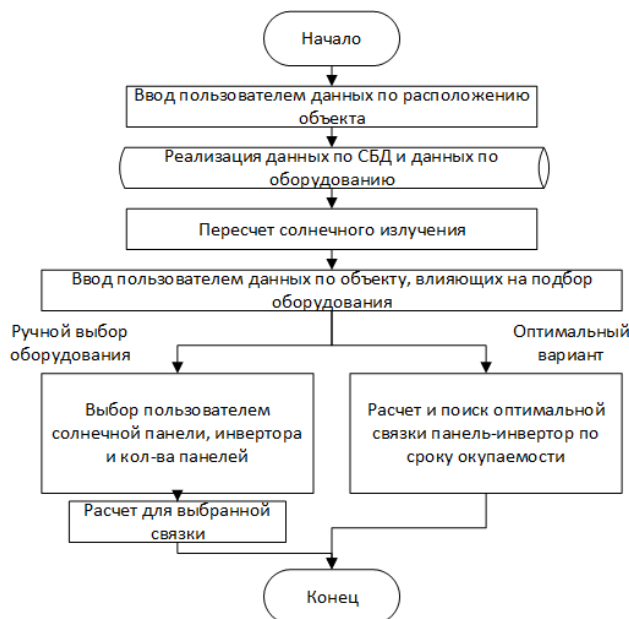 Начало
Ввод пользователем данных по расположению
объекта
Реализация данных по СБД и данных по
оборудованию
Пересчет солнечного излучения
Ввод пользователем данных по объекту, влияющих на подбор
оборудования
Ручной выбор
оборудования
Оптимальный
вариант
Выбор пользователем
солнечной панели, инвертора
и кол-ва панелей
Расчет и поиск оптимальной
связки панель-инвертор по
сроку окупаемости
Расчет для выбранной
связки
Конец